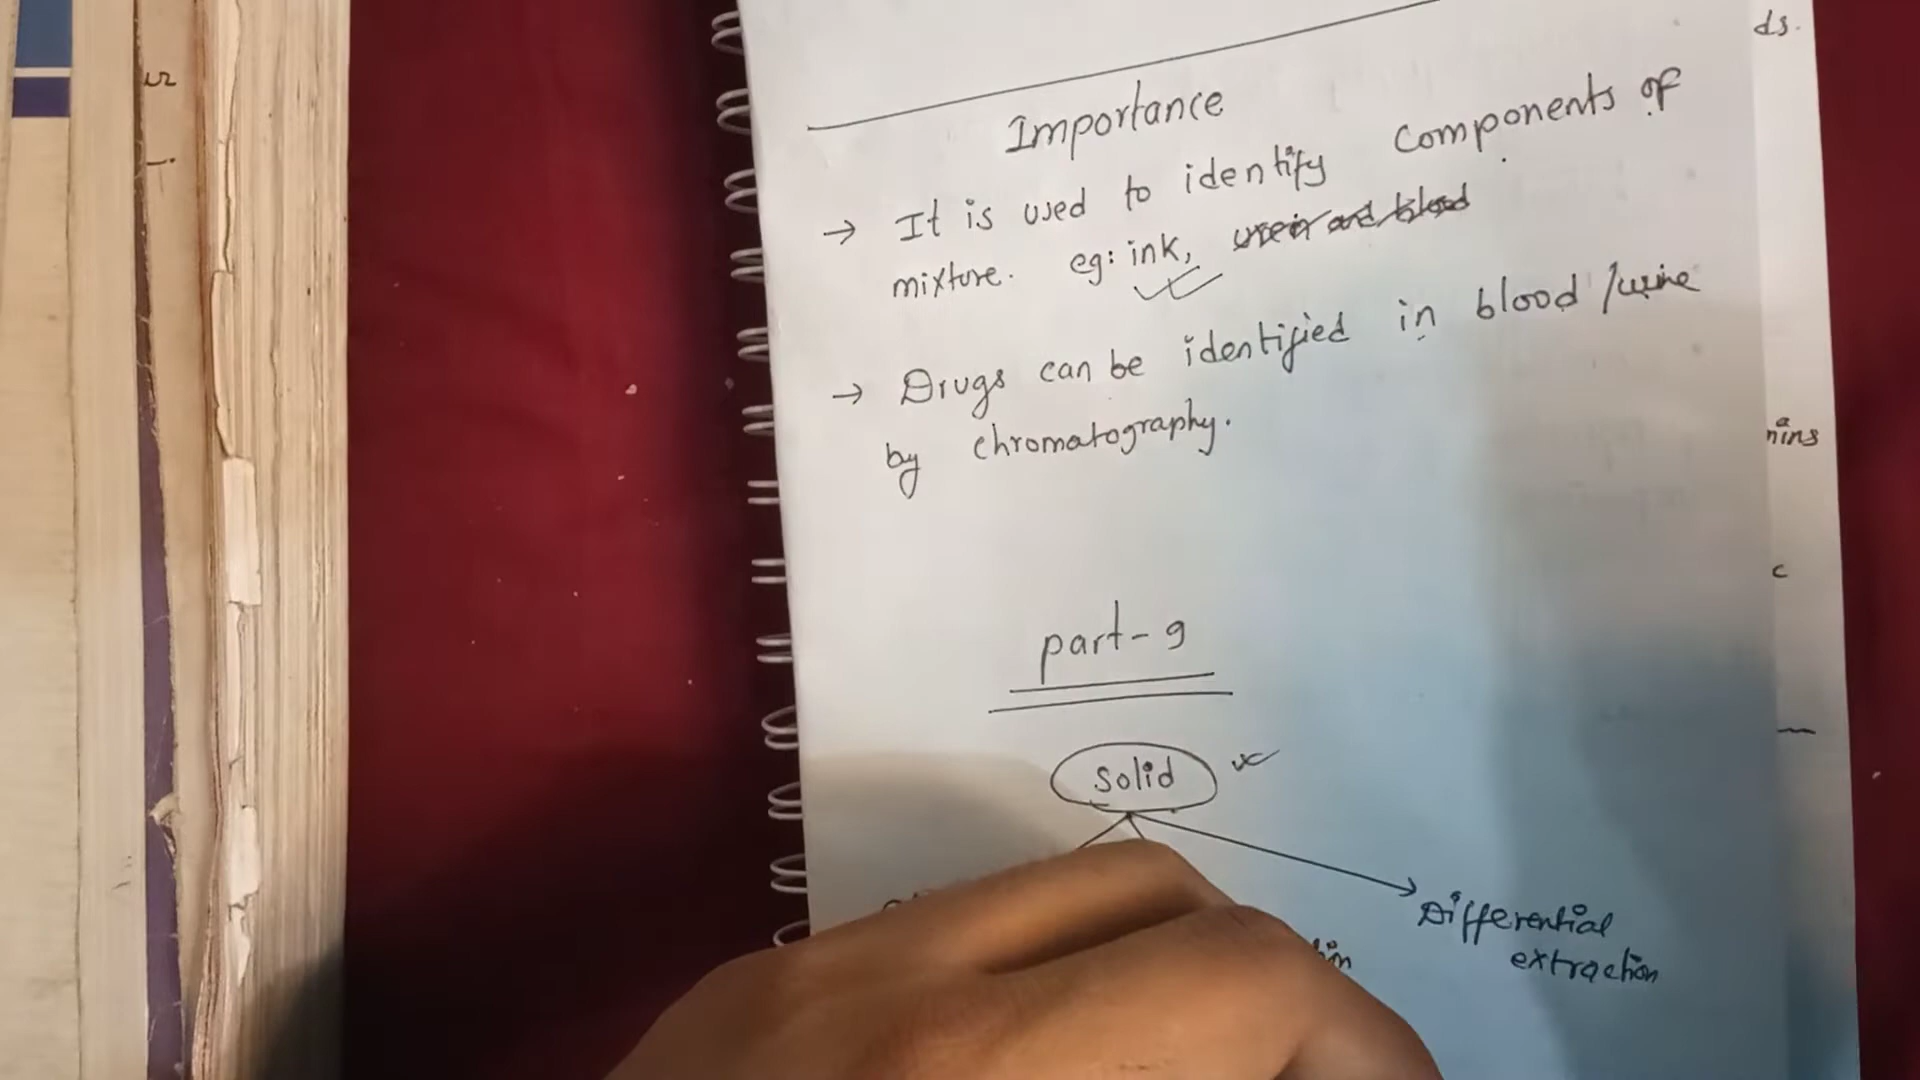 Importance
→ It is used to identify components of
mixture. eg: ink,
→ Drugs can be identified in blood /urine
by chromatography.
part-9
solid
Differential
extraction
ds.